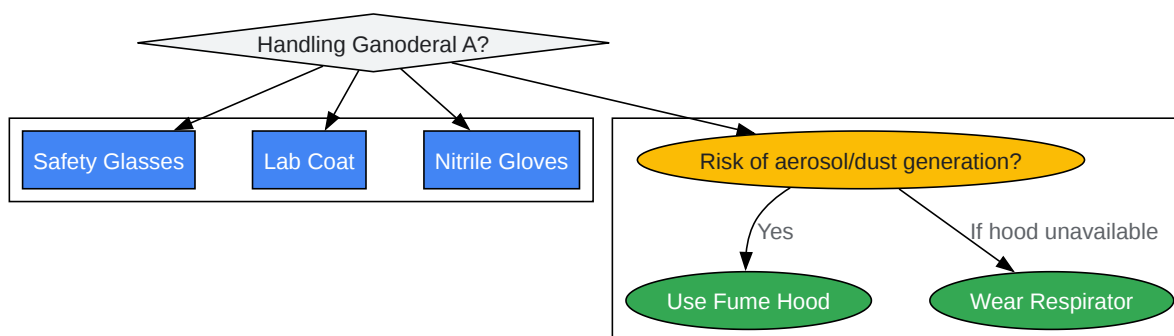 Handling Ganoderal A?
Safety Glasses
Lab Coat
Nitrile Gloves
Risk of aerosol/dust generation?
Yes
If hood unavailable
Use Fume Hood
Wear Respirator